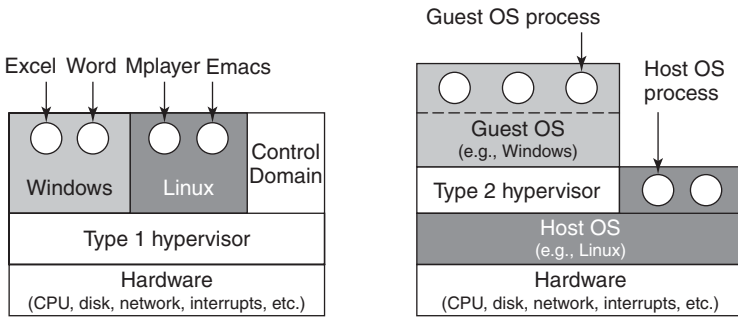 Excel Word Mplayer Emacs
Control
Domain
Windows
Linux
Type 1 hypervisor
Hardware
(CPU, disk, network, interrupts, etc.)
Guest OS process
Host OS
process
Guest OS
(e.g., Windows)
Type 2 hypervisor
Host OS
(e.g., Linux)
Hardware
(CPU, disk, network, interrupts, etc.)